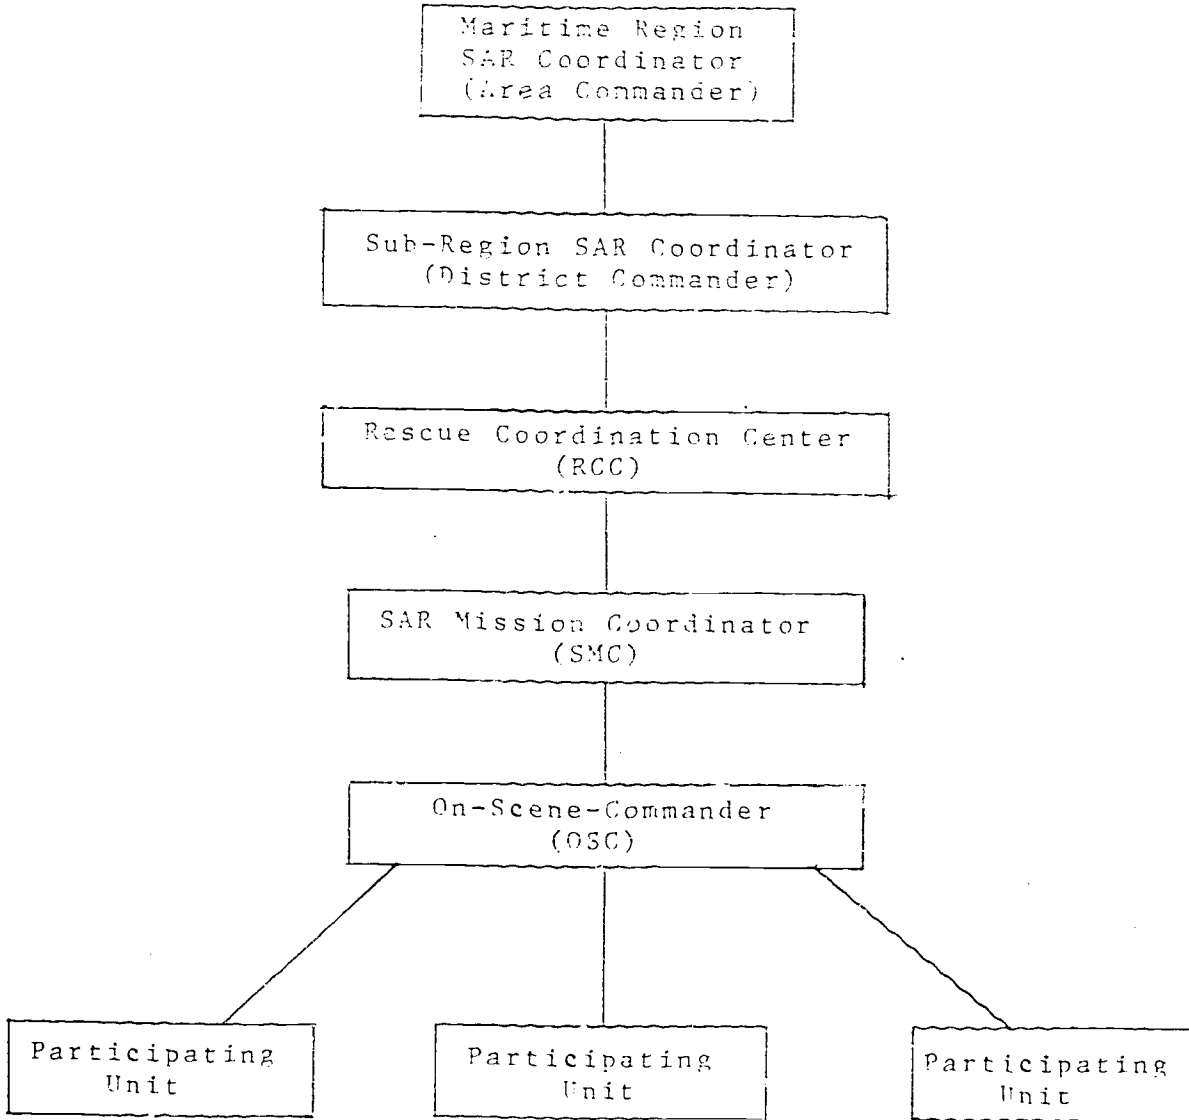 Maritime Region
SAR Coordinator
(Area Commander)
Sub-Region SAR Coordinator
(District Commander)
Rescue Coordination Center
(RCC)
SAR Mission Coordinator
(SMC)
On-Scene-Commander
(OSC)
Participating
Unit
Participating
Unit
Participating
Unit